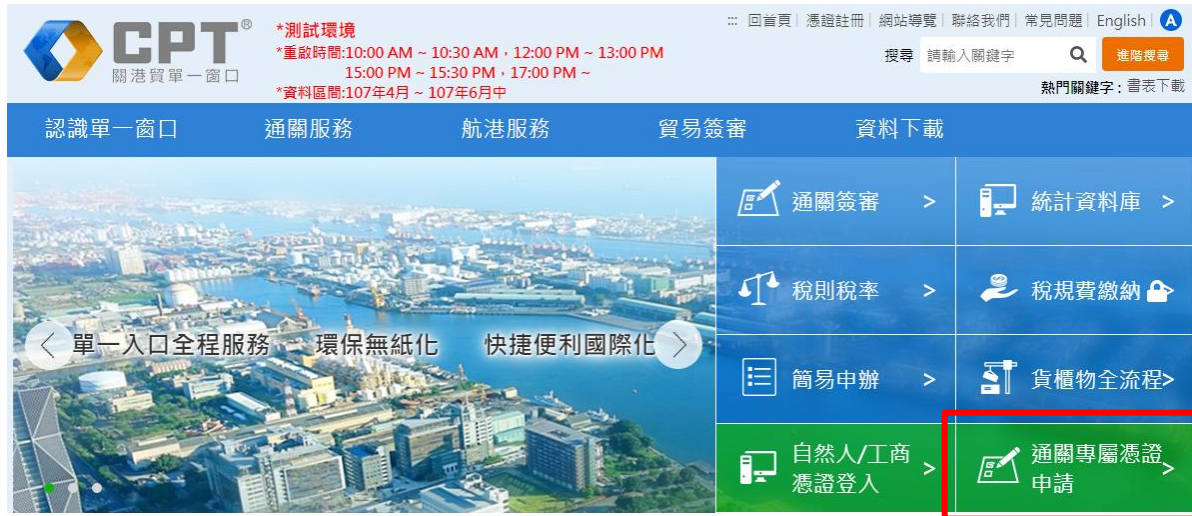 CPT®
關港貿單一窗口
*測試環境
*重啟時間:10:00 AM ~ 10:30 AM，12:00 PM ~ 13:00 PM
15:00 PM ~ 15:30 PM，17:00 PM ~
*資料區間:107年4月 ~ 107年6月中
::: 回首頁| 憑證註冊| 網站導覽| 聯絡我們| 常見問題| English| A
搜尋 請輸入關鍵字 進階搜尋
熱門關鍵字 : 書表下載
認識單一窗口 通關服務 航港服務 貿易簽審 資料下載
單一入口全程服務 環保無紙化 快捷便利國際化
通關簽審 >
統計資料庫 >
稅則稅率 >
稅規費繳納 >
簡易申辦 >
貨櫃物全流程>
自然人/工商
憑證登入 >
通關專屬憑證
申請 >